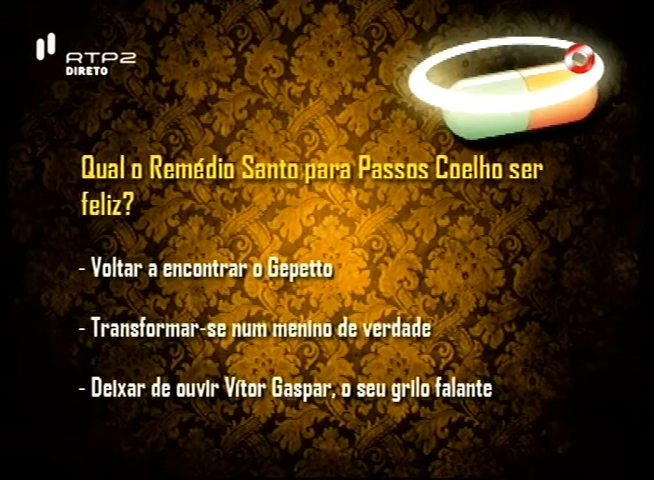 RTP2
DIRETO
Qual o Remédio Santo para Passos Coelho ser
feliz?
- Voltar a encontrar o Gepetto
- Transformar-se num menino de verdade
- Deixar de ouvir Vítor Gaspar, o seu grilo falante